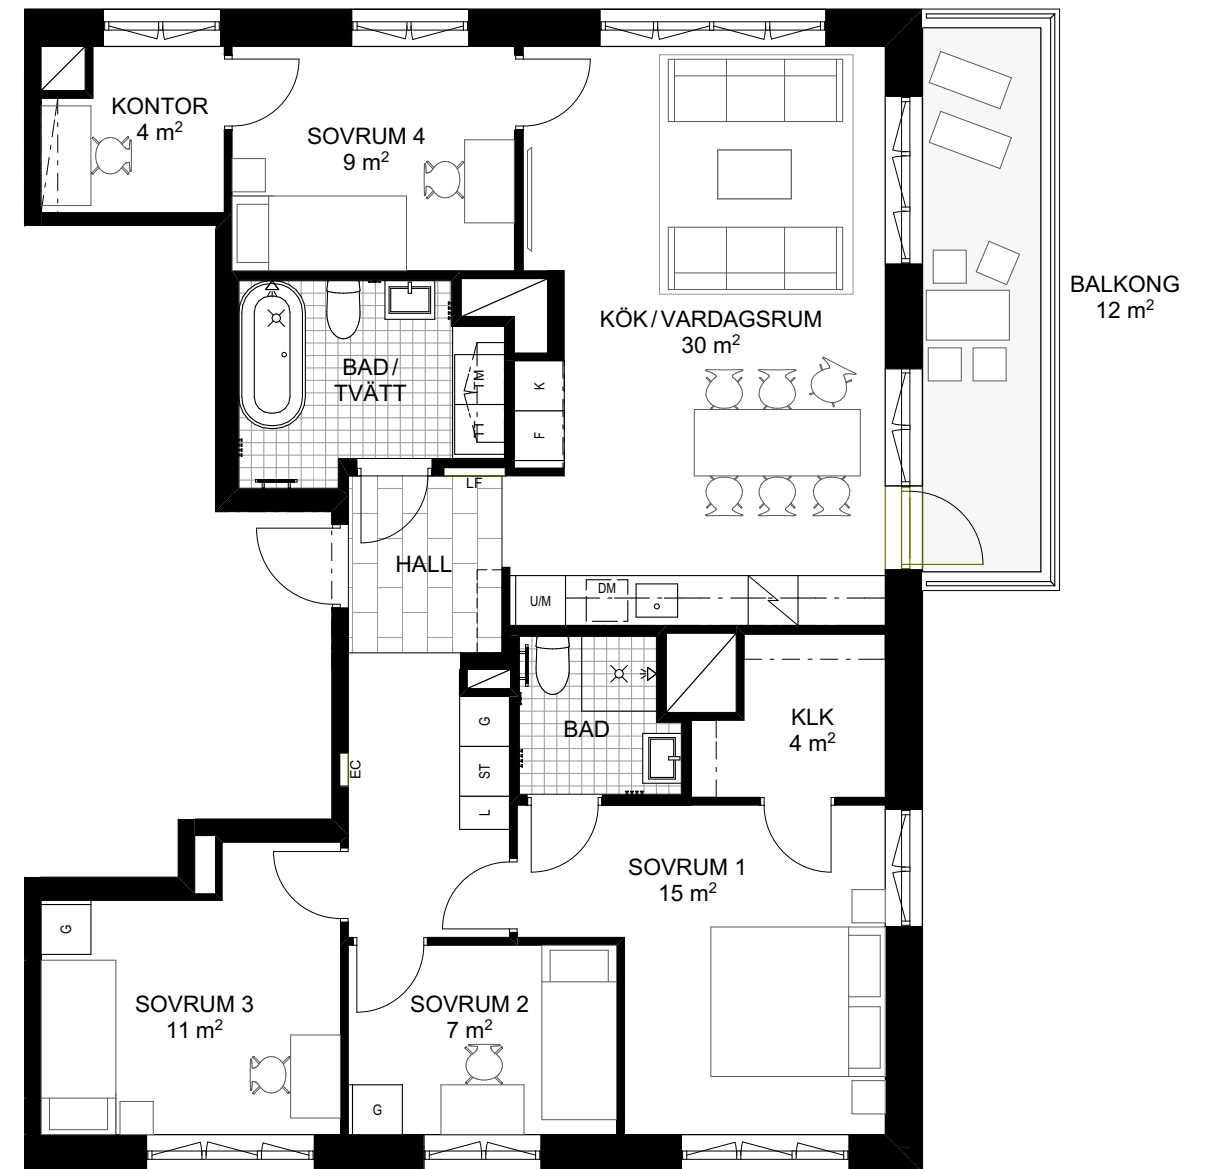 KONTOR
4 m²
SOVRUM 4
9 m²
BALKONG
12 m²
KÖK/VARDAGSRUM
30 m²
BAD/
TVÄTT
TM
TT
K
F
LF
HALL
U/M
DM
BAD
KLK
4 m²
G
ST
L
EC
SOVRUM 1
15 m²
G
SOVRUM 3
11 m²
SOVRUM 2
7 m²
G